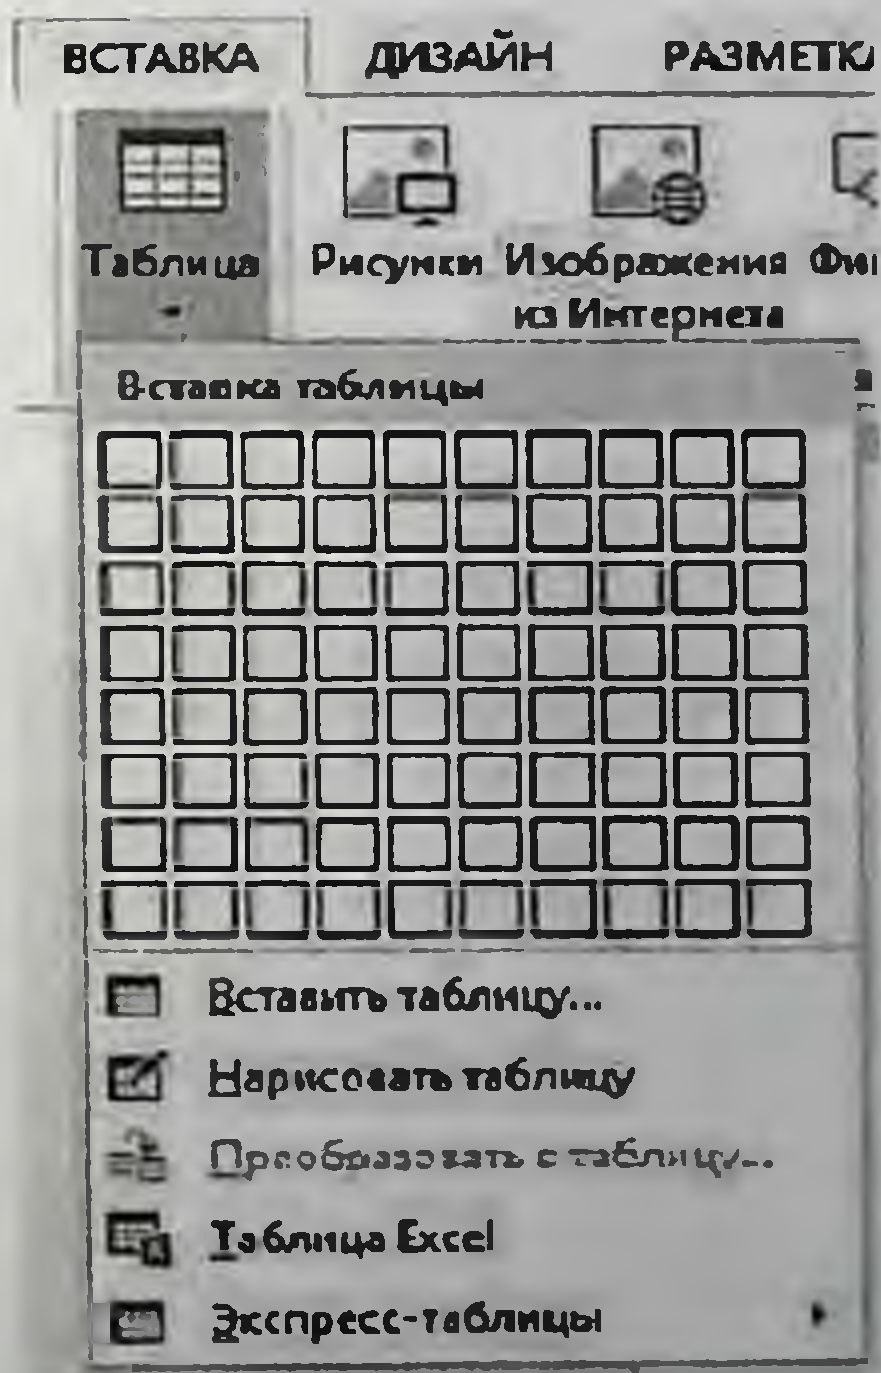 ВСТАВКА ДИЗАЙН РАЗМЕТК
Таблица Рисунки Изображения
из Интернета
Вставка таблицы
Вставить таблицу...
Нарисовать таблицу
Преобразовать в таблицу...
Таблица Excel
Экспресс-таблицы